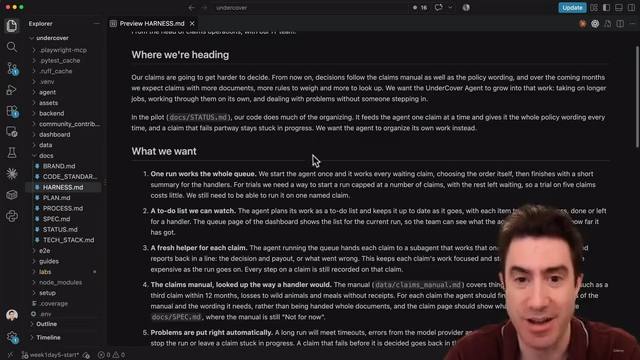 undercover
16
Update
Explorer
Preview HARNESS.md
From the head of claims operations, with our IT team.
undercover
.playwright-mcp
.pytest_cache
.ruff_cache
.venv
agent
assets
backend
community_contrib...
dashboard
data
docs
BRAND.md
CODE_STANDAR...
HARNESS.md
PLAN.md
PROCESS.md
SPEC.md
STATUS.md
TECH_STACK.md
e2e
guides
labs
node_modules
setup
.coverage
.env
Outline
Timeline
week1day5-start*
0
0
Where we're heading
Our claims are going to get harder to decide. From now on, decisions follow the claims manual as well as the policy wording, and over the coming months
we expect claims with more documents, more rules to weigh and more to look up. We want the UnderCover Agent to grow into that work: taking on longer
jobs, working through them on its own, and dealing with problems without someone stepping in.
In the pilot (docs/STATUS.md), our code does much of the organizing. It feeds the agent one claim at a time and gives it the whole policy wording every
time, and a claim that fails partway stays stuck in progress. We want the agent to organize its own work instead.
What we want
1. One run works the whole queue. We start the agent once and it works every waiting claim, choosing the order itself, then finishes with a short
summary for the handlers. For trials we need a way to start a run capped at a number of claims, with the rest left waiting, so a trial on five claims
costs little. We still need to be able to run it on one named claim.
2. A to-do list we can watch. The agent plans its work as a to-do list and keeps it up to date as it goes, with each item
done or left
for a handler. The queue page of the dashboard shows the list for the current run, so the team can see what the ag
how far it
has got.
3. A fresh helper for each claim. The agent running the queue hands each claim to a subagent that works that on
and
reports back in a line: the decision and payout, or what went wrong. This keeps each claim's work focused and st
expensive as the run goes on. Every step on a claim is still recorded on that claim.
4. The claims manual, looked up the way a handler would. The manual (data/claims_manual.md) covers thing
such as a
third claim within 12 months, losses to wild animals and meals without receipts. For each claim the agent should fin
of the
manual and the wording it needs, rather than being handed whole documents, and the claim page should show wha
docs/SPEC.md, where the manual is still "Not for now".
5. Problems are put right automatically. A long run will meet timeouts, errors from the model provider an
stop the run or leave a claim stuck in progress. A claim that fails before it is decided goes back in th